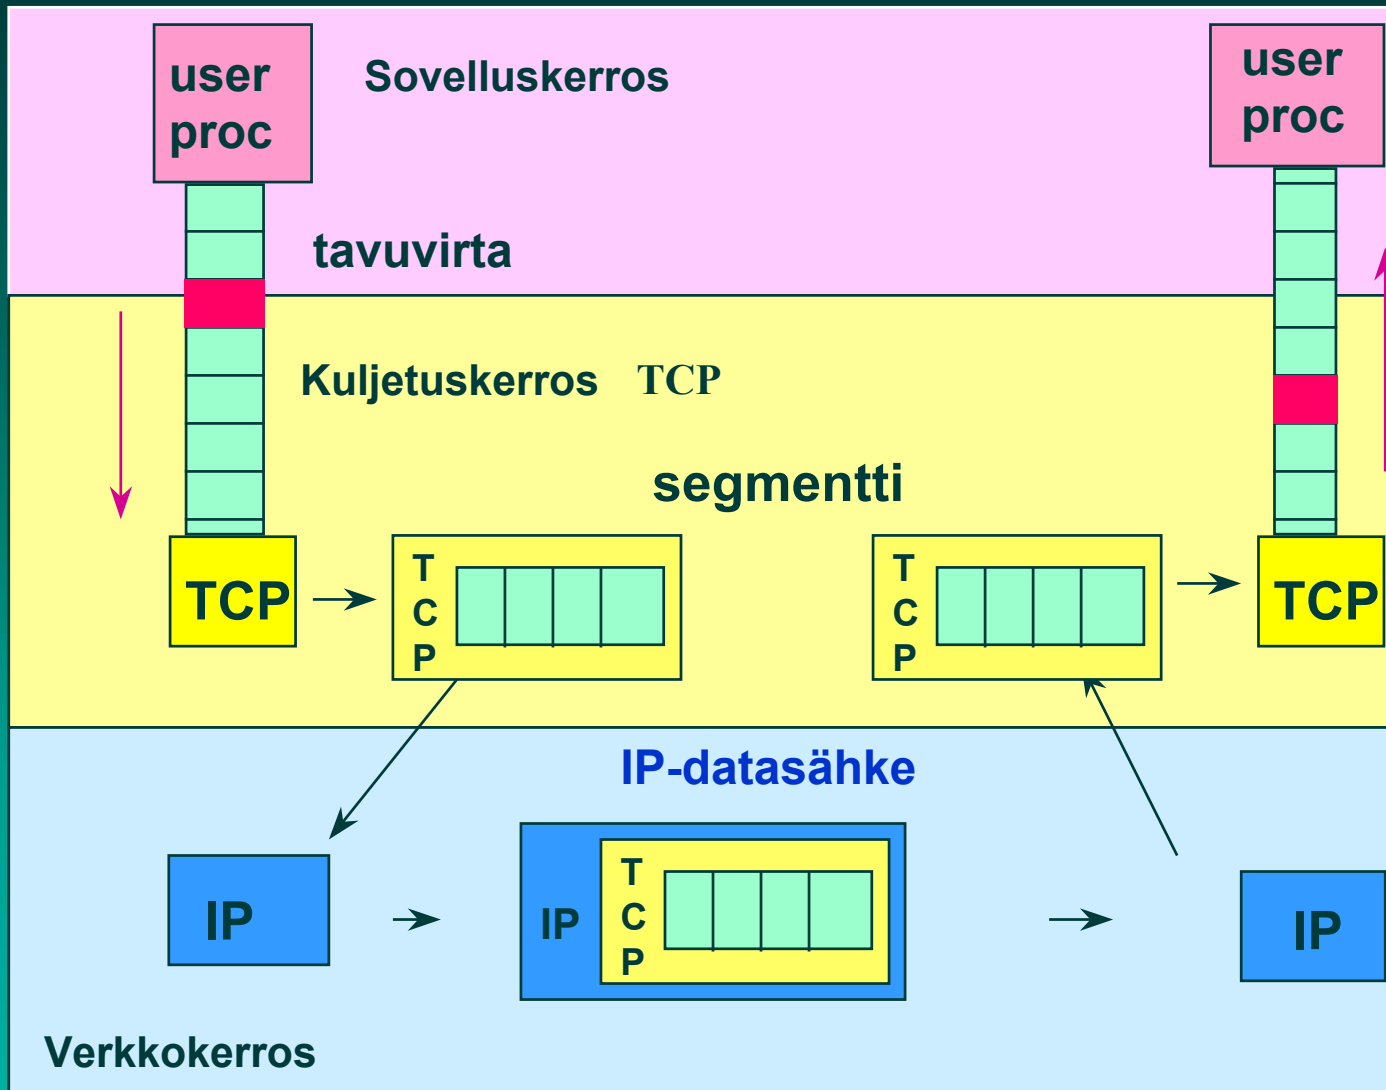 user
proc
Sovelluskerros
user
proc
tavuvirta
Kuljetuskerros TCP
segmentti
TCP
T
C
P
T
C
P
TCP
IP-datasähke
IP
IP
T
C
P
IP
Verkkokerros